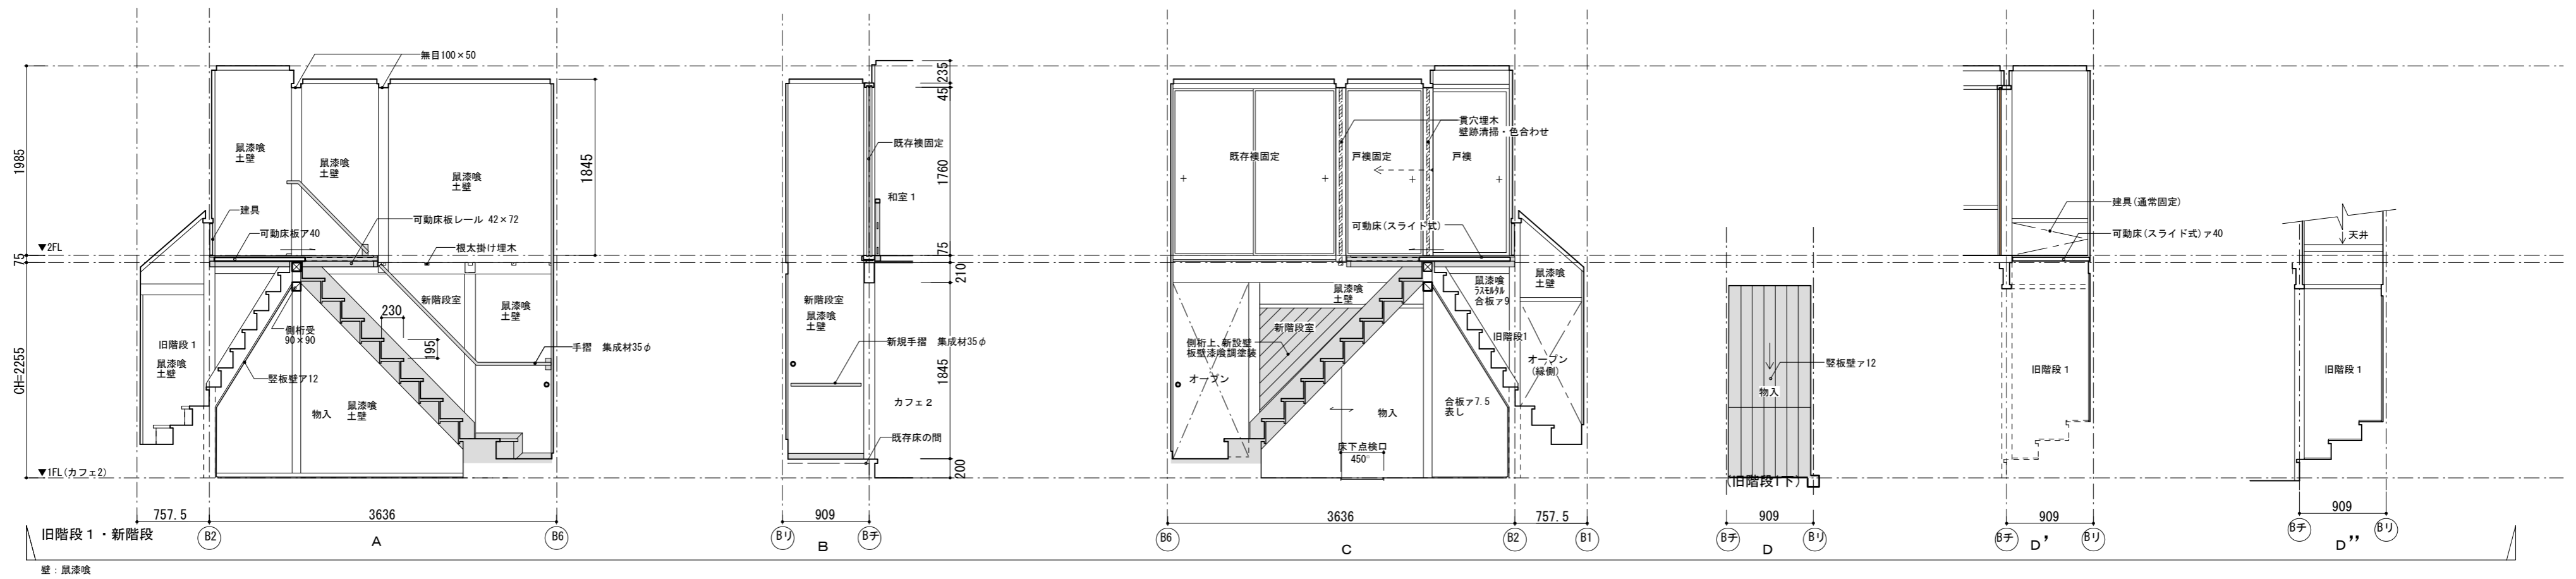 無目100×50
1985
鼠漆喰
土壁
鼠漆喰
土壁
鼠漆喰
土壁
1845
建具
可動床板レール 42×72
可動床板ア40
根太掛け埋木
▼2FL
75
CH=2255
新階段室
鼠漆喰
土壁
230
195
側桁受
90×90
旧階段1
鼠漆喰
土壁
竪板壁ア12
手摺 集成材35φ
物入
鼠漆喰
土壁
▼1FL(カフェ2)
757.5
3636
B2
A
B6
旧階段1・新階段
壁:鼠漆喰
235
45
既存襖固定
1760
和室1
75
210
新階段室
鼠漆喰
土壁
新規手摺 集成材35φ
1845
カフェ2
既存床の間
200
909
Bリ
Bチ
B
貫穴埋木
壁跡清掃・色合わせ
既存襖固定
戸襖固定
戸襖
可動床(スライド式)
鼠漆喰
土壁
鼠漆喰
ラスモルタル
合板ァ9
鼠漆喰
土壁
新階段室
側桁上、新設壁
板壁漆喰調塗装
旧階段1
オープン
オープン
(縁側)
物入
合板ァ7.5
表し
床下点検口
450
3636
757.5
B6
C
B2
B1
竪板壁ァ12
物入
(旧階段1下)
909
Bチ
D
Bリ
建具(通常固定)
可動床(スライド式)ァ40
旧階段1
909
Bチ
D'
Bリ
天井
旧階段1
909
Bチ
D''
Bリ